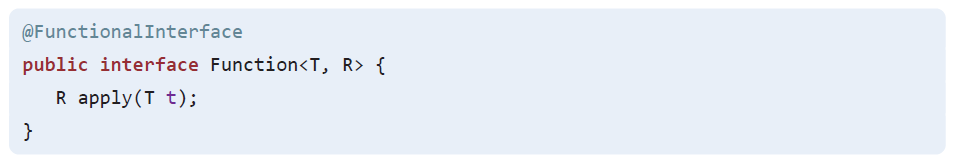 @FunctionalInterface
public interface Function<T, R> {
   R apply(T t);
}